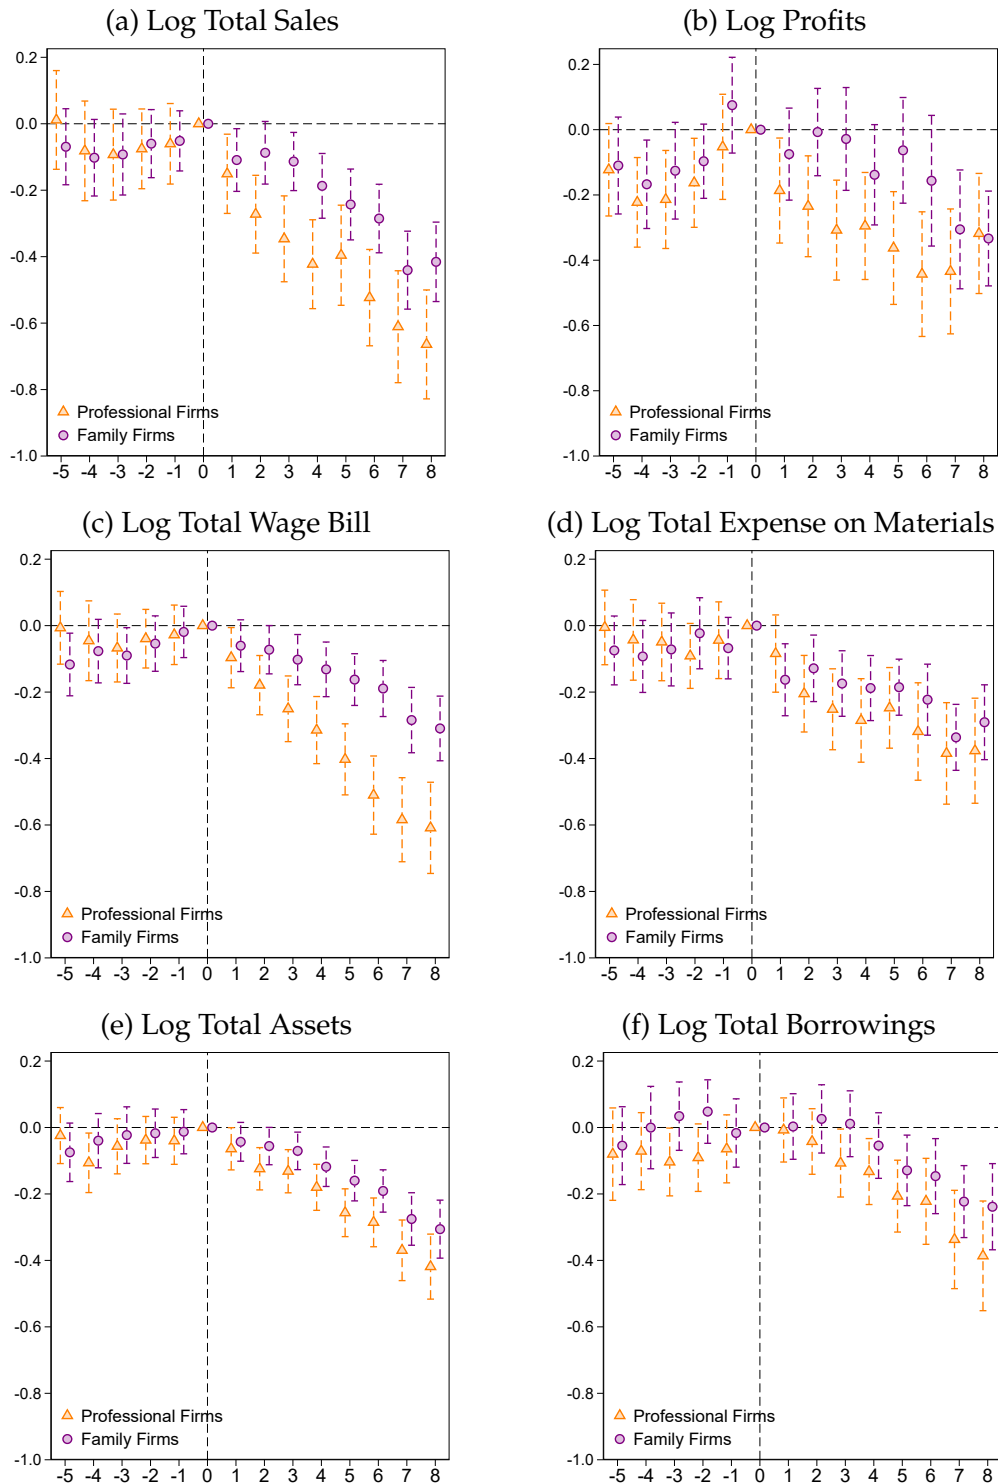 (a) Log Total Sales
0.2
0.0
-0.2
-0.4
-0.6
-0.8
-1.0
Professional Firms
Family Firms
-5 -4 -3 -2 -1 0 1 2 3 4 5 6 7 8
(b) Log Profits
0.2
0.0
-0.2
-0.4
-0.6
-0.8
-1.0
Professional Firms
Family Firms
-5 -4 -3 -2 -1 0 1 2 3 4 5 6 7 8
(c) Log Total Wage Bill
0.2
0.0
-0.2
-0.4
-0.6
-0.8
-1.0
Professional Firms
Family Firms
-5 -4 -3 -2 -1 0 1 2 3 4 5 6 7 8
(d) Log Total Expense on Materials
0.2
0.0
-0.2
-0.4
-0.6
-0.8
-1.0
Professional Firms
Family Firms
-5 -4 -3 -2 -1 0 1 2 3 4 5 6 7 8
(e) Log Total Assets
0.2
0.0
-0.2
-0.4
-0.6
-0.8
-1.0
Professional Firms
Family Firms
-5 -4 -3 -2 -1 0 1 2 3 4 5 6 7 8
(f) Log Total Borrowings
0.2
0.0
-0.2
-0.4
-0.6
-0.8
-1.0
Professional Firms
Family Firms
-5 -4 -3 -2 -1 0 1 2 3 4 5 6 7 8